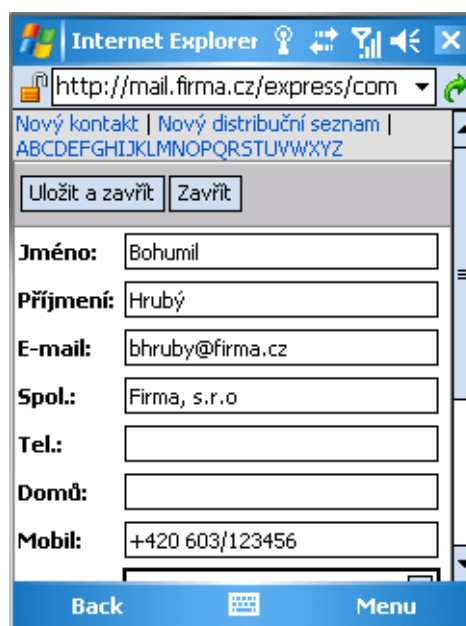 Internet Explorer
http://mail.firma.cz/express/com
Nový kontakt | Nový distribuční seznam |
ABCDEFGHIJKLMNOPQRSTUVWXYZ
Uložit a zavřít Zavřít
Jméno: Bohumil
Příjmení: Hrubý
E-mail: bhruby@firma.cz
Spol.: Firma, s.r.o
Tel.:
Domů:
Mobil: +420 603/123456
Back Menu